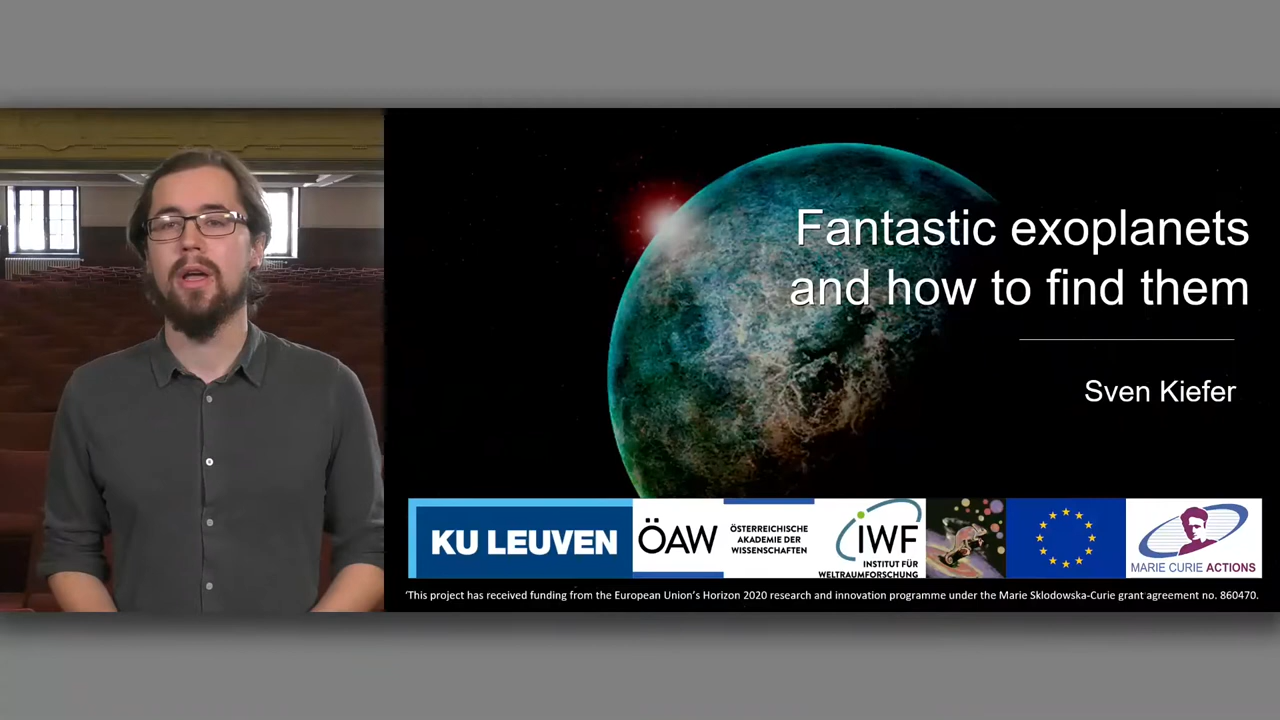 Fantastic exoplanets
and how to find them
Sven Kiefer
KU LEUVEN
ÖAW
ÖSTERREICHISCHE
AKADEMIE DER
WISSENSCHAFTEN
IWF
INSTITUT FÜR
WELTRAUMFORSCHUNG
MARIE CURIE ACTIONS
'This project has received funding from the European Union's Horizon 2020 research and innovation programme under the Marie Sklodowska-Curie grant agreement no. 860470.